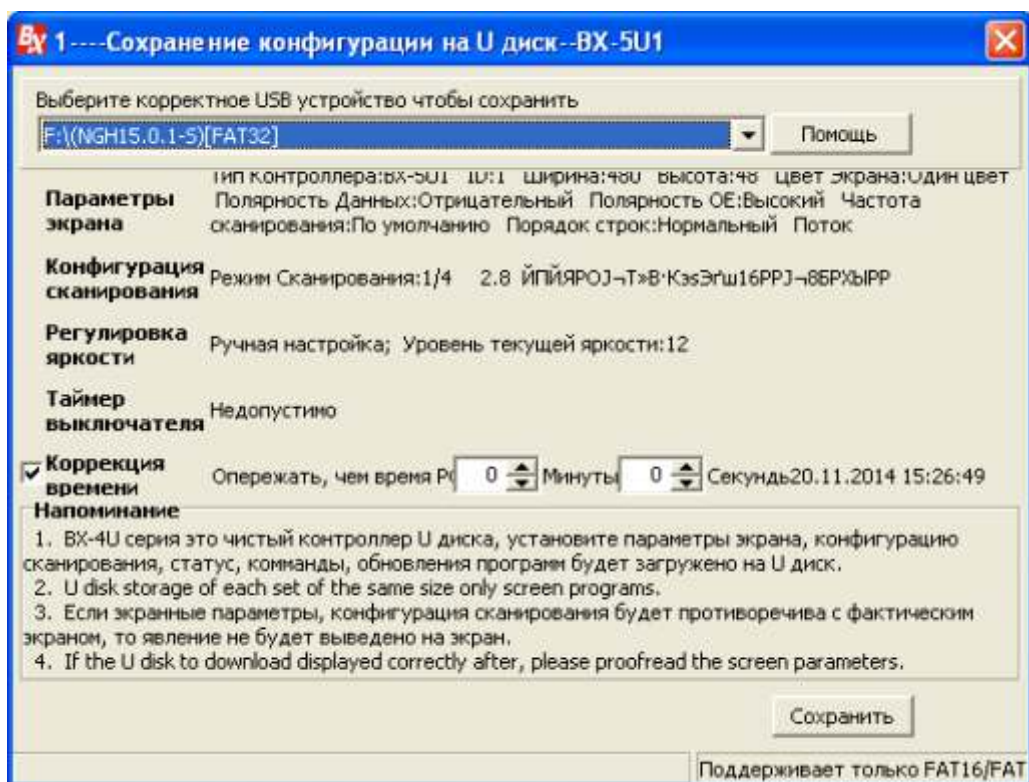 1----Сохранение конфигурации на U диск--BX-5U1
Выберите корректное USB устройство чтобы сохранить
F:\(NGH15.0.1-S)[FAT32]
Помощь
Параметры экрана
Тип Контроллера:BX-5U1 ID:1 Ширина:480 Высота:48 Цвет Экрана:Один цвет
Полярность Данных:Отрицательный Полярность OE:Высокий Частота
сканирования:По умолчанию Порядок строк:Нормальный Поток
Конфигурация сканирования
Режим Сканирования:1/4 2.8
Регулировка яркости
Ручная настройка; Уровень текущей яркости:12
Таймер выключателя
Недопустимо
Коррекция времени
Опережать, чем время 0 Минуты 0 Секундь20.11.2014 15:26:49
Напоминание
1. BX-4U серия это чистый контроллер U диска, установите параметры экрана, конфигурацию
сканирования, статус, комманды, обновления программ будет загружено на U диск.
2. U disk storage of each set of the same size only screen programs.
3. Если экранные параметры, конфигурация сканирования будет противоречива с фактическим
экраном, то явление не будет выведено на экран.
4. If the U disk to download displayed correctly after, please proofread the screen parameters.
Сохранить
Поддерживает только FAT16/FAT